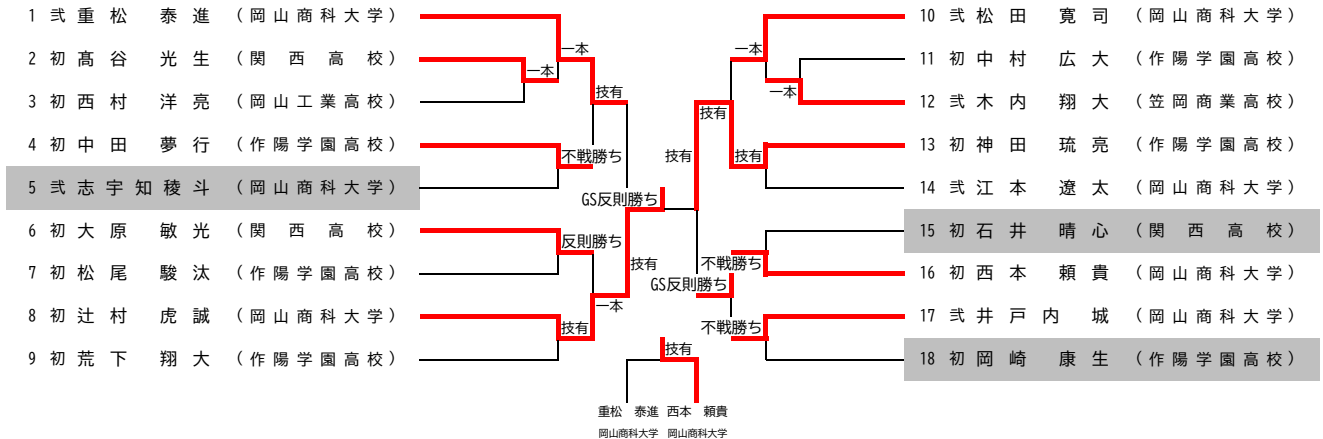 1 弐 重松 泰進 (岡山商科大学)
2 初 髙谷 光生 (関西高校)
3 初 西村 洋亮 (岡山工業高校)
4 初 中田 夢行 (作陽学園高校)
5 弐 志宇知稜斗 (岡山商科大学)
6 初 大原 敏光 (関西高校)
7 初 松尾 駿汰 (作陽学園高校)
8 初 辻村 虎誠 (岡山商科大学)
9 初 荒下 翔大 (作陽学園高校)
一本
一本
技有
不戦勝ち
GS反則勝ち
反則勝ち
技有
一本
技有
10 弐 松田 寛司 (岡山商科大学)
11 初 中村 広大 (作陽学園高校)
12 弐 木内 翔大 (笠岡商業高校)
13 初 神田 琉亮 (作陽学園高校)
14 弐 江本 遼太 (岡山商科大学)
15 初 石井 晴心 (関西高校)
16 初 西本 頼貴 (岡山商科大学)
17 弐 井戸内 城 (岡山商科大学)
18 初 岡崎 康生 (作陽学園高校)
一本
一本
技有
技有
技有
不戦勝ち
GS反則勝ち
不戦勝ち
技有
重松 泰進 西本 頼貴
岡山商科大学 岡山商科大学